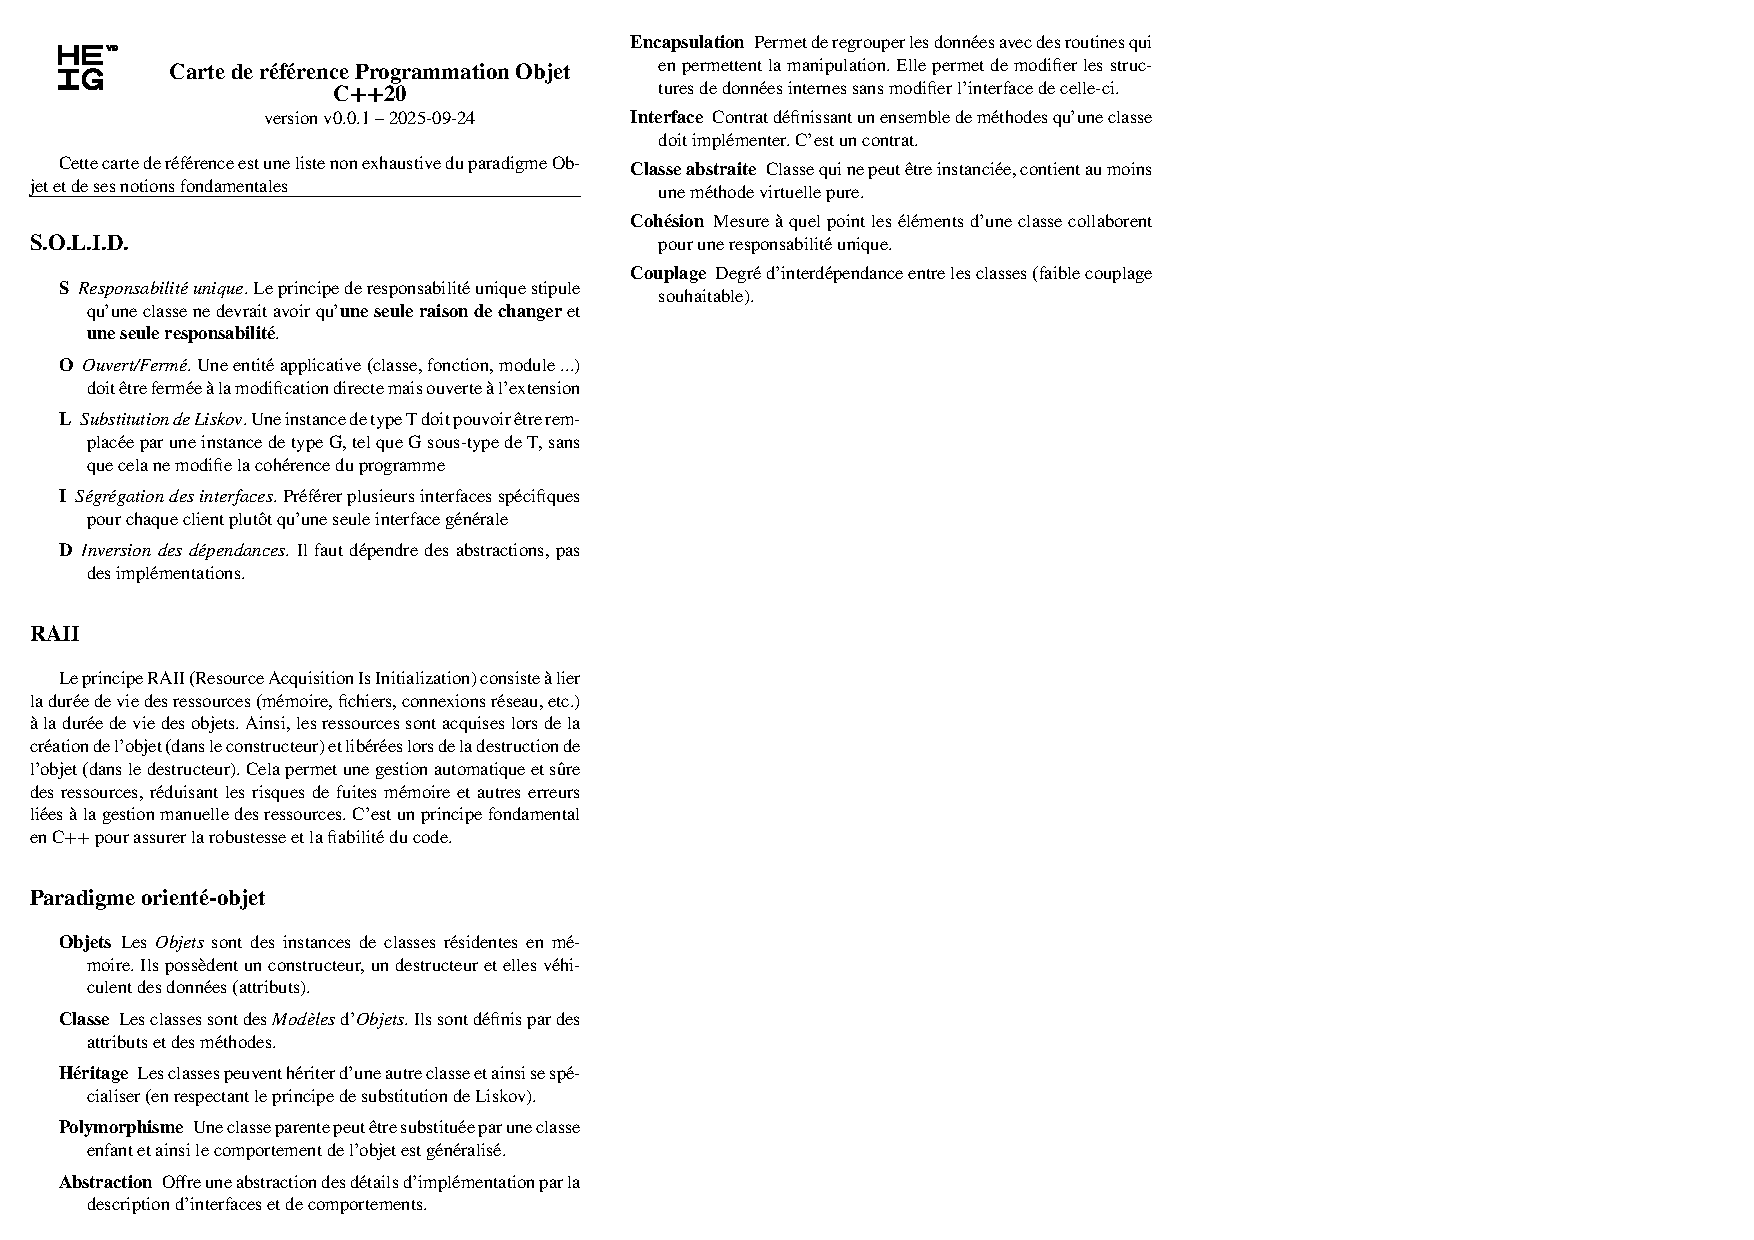 HE VD
IG
Carte de référence Programmation Objet
C++20
version v0.0.1 – 2025-09-24
Cette carte de référence est une liste non exhaustive du paradigme Ob-
jet et de ses notions fondamentales
S.O.L.I.D.
S Responsabilité unique. Le principe de responsabilité unique stipule
qu’une classe ne devrait avoir qu’une seule raison de changer et
une seule responsabilité.
O Ouvert/Fermé. Une entité applicative (classe, fonction, module ...)
doit être fermée à la modification directe mais ouverte à l’extension
L Substitution de Liskov. Une instance de type T doit pouvoir être rem-
placée par une instance de type G, tel que G sous-type de T, sans
que cela ne modifie la cohérence du programme
I Ségrégation des interfaces. Préférer plusieurs interfaces spécifiques
pour chaque client plutôt qu’une seule interface générale
D Inversion des dépendances. Il faut dépendre des abstractions, pas
des implémentations.
RAII
Le principe RAII (Resource Acquisition Is Initialization) consiste à lier
la durée de vie des ressources (mémoire, fichiers, connexions réseau, etc.)
à la durée de vie des objets. Ainsi, les ressources sont acquises lors de la
création de l’objet (dans le constructeur) et libérées lors de la destruction de
l’objet (dans le destructeur). Cela permet une gestion automatique et sûre
des ressources, réduisant les risques de fuites mémoire et autres erreurs
liées à la gestion manuelle des ressources. C’est un principe fondamental
en C++ pour assurer la robustesse et la fiabilité du code.
Paradigme orienté-objet
Objets Les Objets sont des instances de classes résidentes en mé-
moire. Ils possèdent un constructeur, un destructeur et elles véhi-
culent des données (attributs).
Classe Les classes sont des Modèles d’Objets. Ils sont définis par des
attributs et des méthodes.
Héritage Les classes peuvent hériter d’une autre classe et ainsi se spé-
cialiser (en respectant le principe de substitution de Liskov).
Polymorphisme Une classe parente peut être substituée par une classe
enfant et ainsi le comportement de l’objet est généralisé.
Abstraction Offre une abstraction des détails d’implémentation par la
description d’interfaces et de comportements.
Encapsulation Permet de regrouper les données avec des routines qui
en permettent la manipulation. Elle permet de modifier les struc-
tures de données internes sans modifier l’interface de celle-ci.
Interface Contrat définissant un ensemble de méthodes qu’une classe
doit implémenter. C’est un contrat.
Classe abstraite Classe qui ne peut être instanciée, contient au moins
une méthode virtuelle pure.
Cohésion Mesure à quel point les éléments d’une classe collaborent
pour une responsabilité unique.
Couplage Degré d’interdépendance entre les classes (faible couplage
souhaitable).